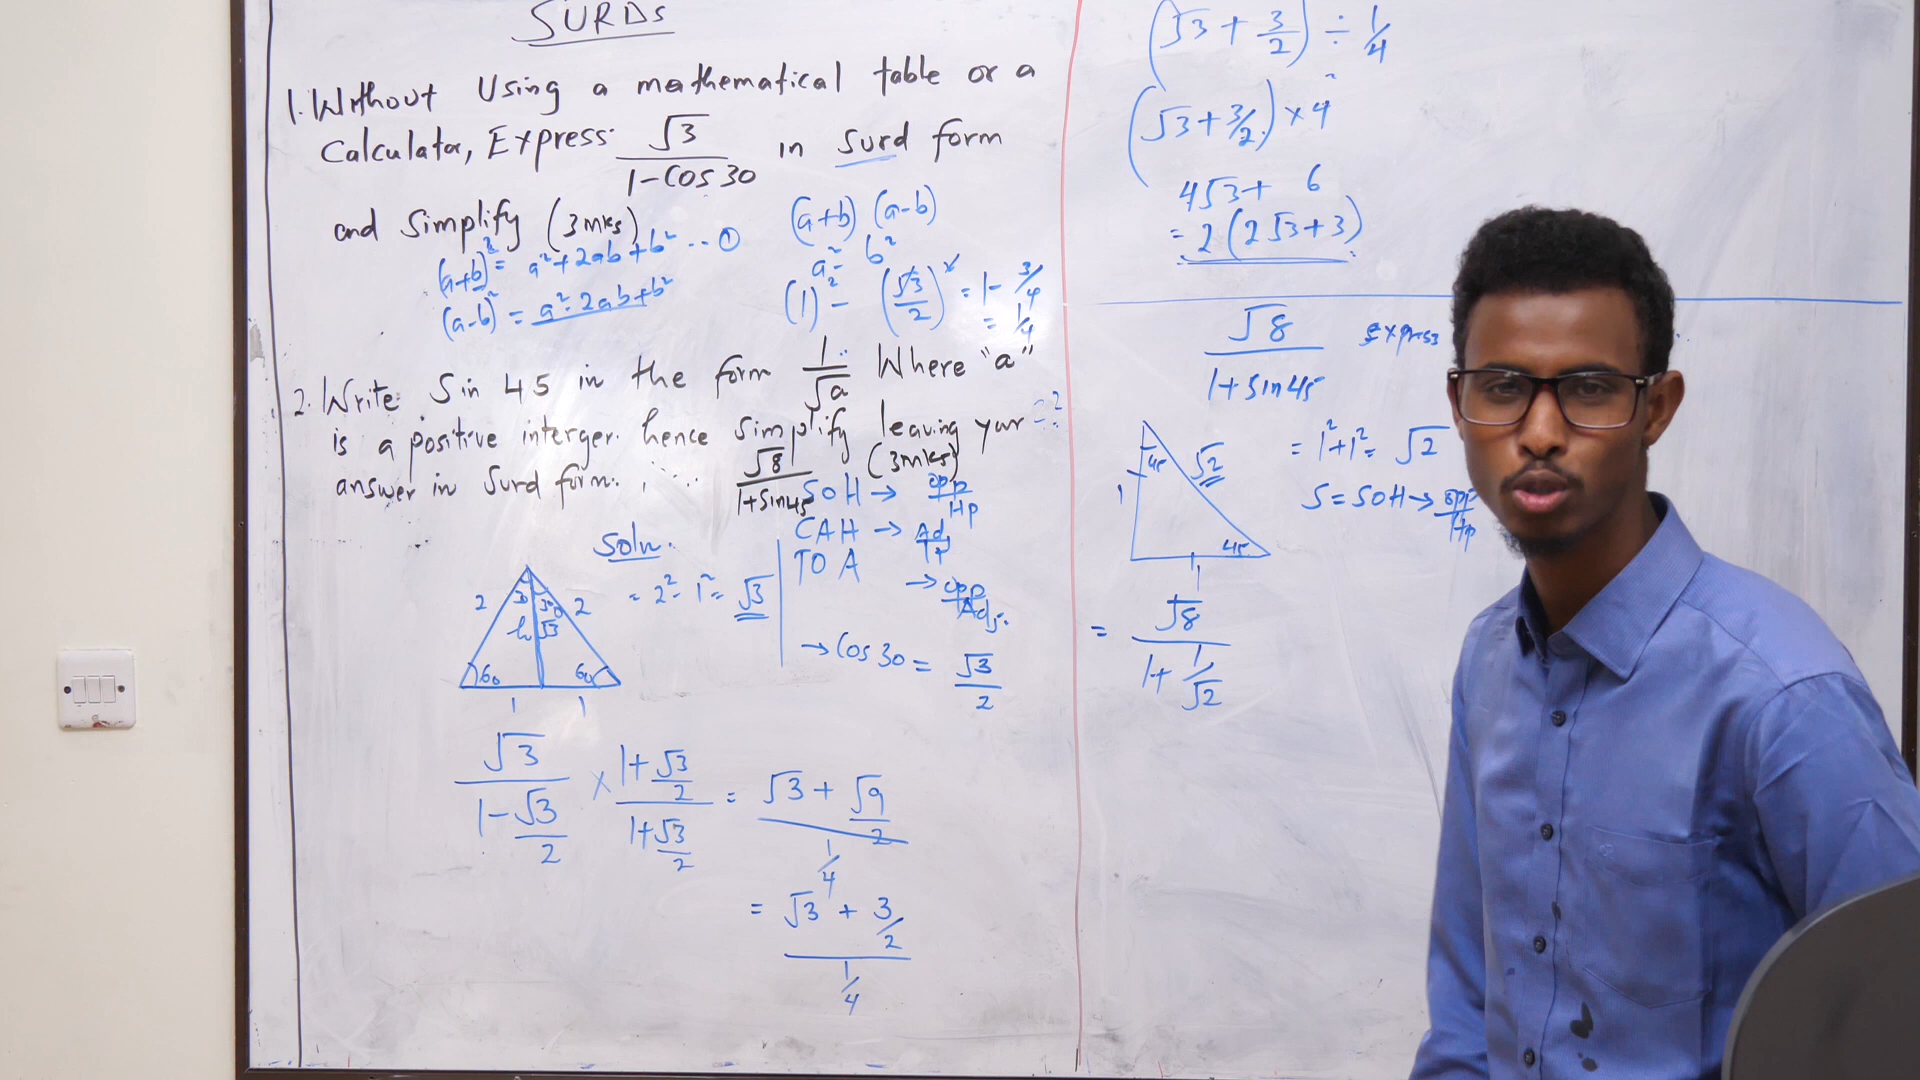 SURDS
1. Without Using a mathematical table or a
Calculator, Express √3/(1-Cos 30) in Surd form
and Simplify (3mks)
(a+b)² = a²+2ab+b² -- ①
(a-b)² = a²-2ab+b²
(a+b) (a-b)
a²- b²
(1)² - (√3/2)² = 1- 3/4
= 1/4
2. Write Sin 45 in the form 1/√a Where "a"
is a positive interger. hence Simplify leaving your
answer in Surd form. √8/(1+sin45) (3mks)
Soln.
SOH → opp/Hp
CAH → Adj/H
TOA → opp/Adj.
2 30 30 2
h √3
60 60
1 1
= 2²- 1²= √3
→ Cos 30 = √3/2
√3/(1-√3/2) × (1+√3/2)/(1+√3/2) = (√3+ √9/2)/(1/4)
= (√3 + 3/2)/(1/4)
(√3 + 3/2) ÷ 1/4
(√3+3/2) × 4
4√3+ 6
= 2(2√3+3)
√8/(1+sin45) express
45 √2
1
45
1
= 1²+1²= √2
S = SOH → opp/Hp
= √8/(1+ 1/√2)